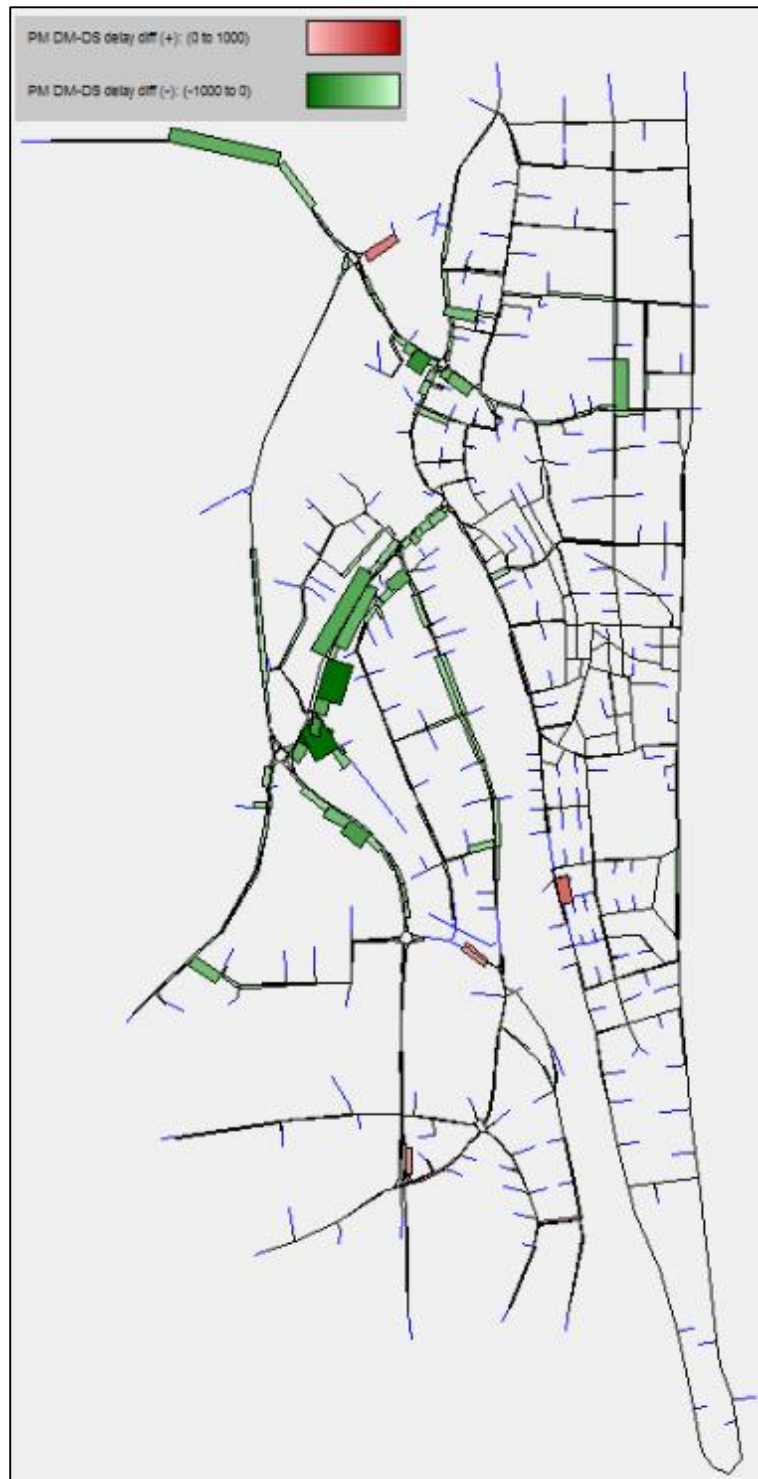 PM DM-DS delay diff (+): (0 to 1000)
PM DM-DS delay diff (-): (-1000 to 0)